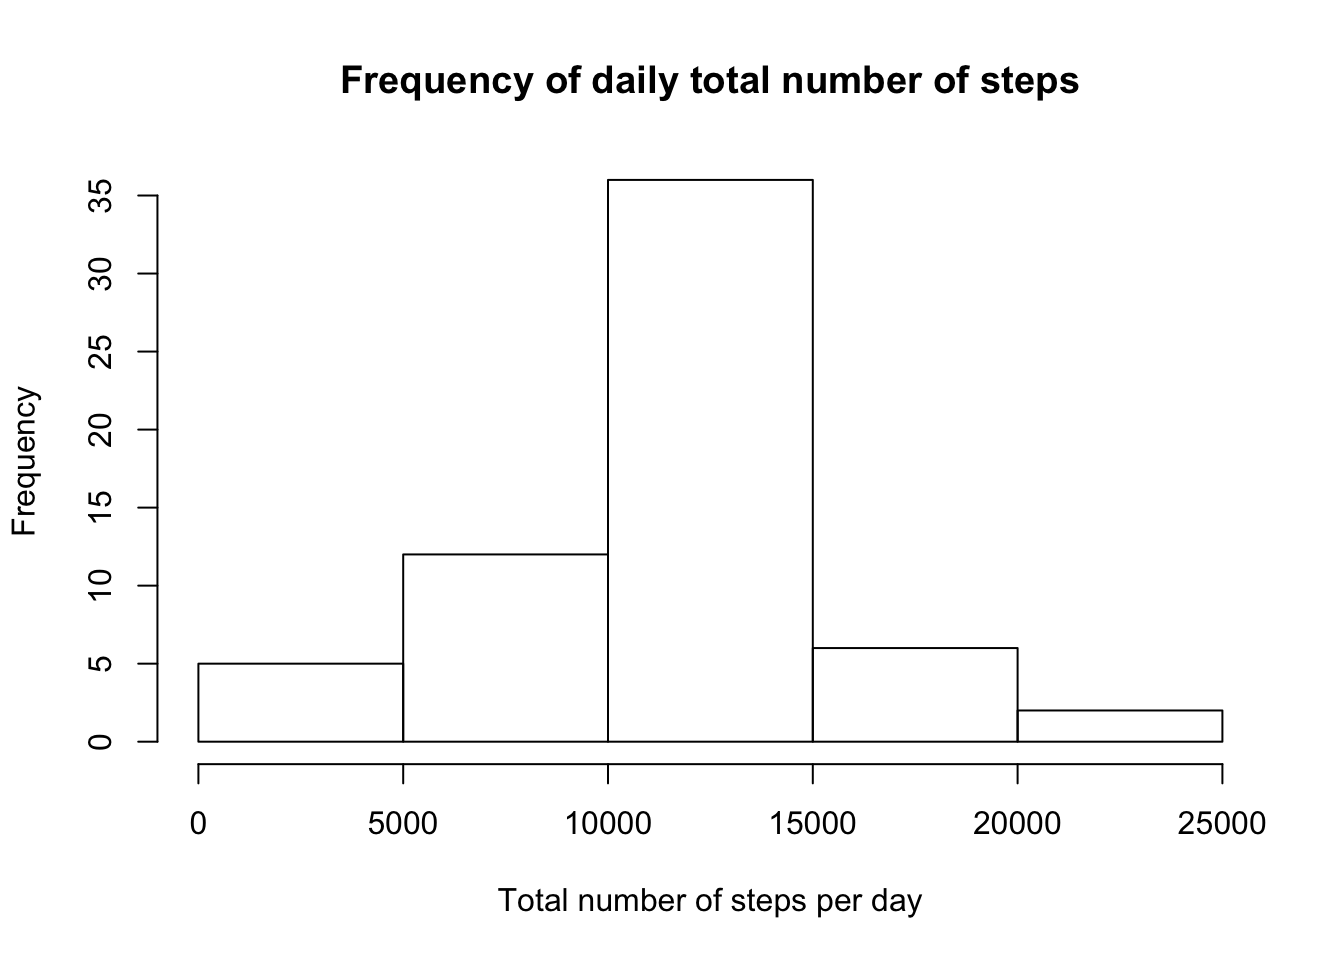 Frequency of daily total number of steps
Frequency
35
30
25
20
15
10
5
0
0 5000 10000 15000 20000 25000
Total number of steps per day